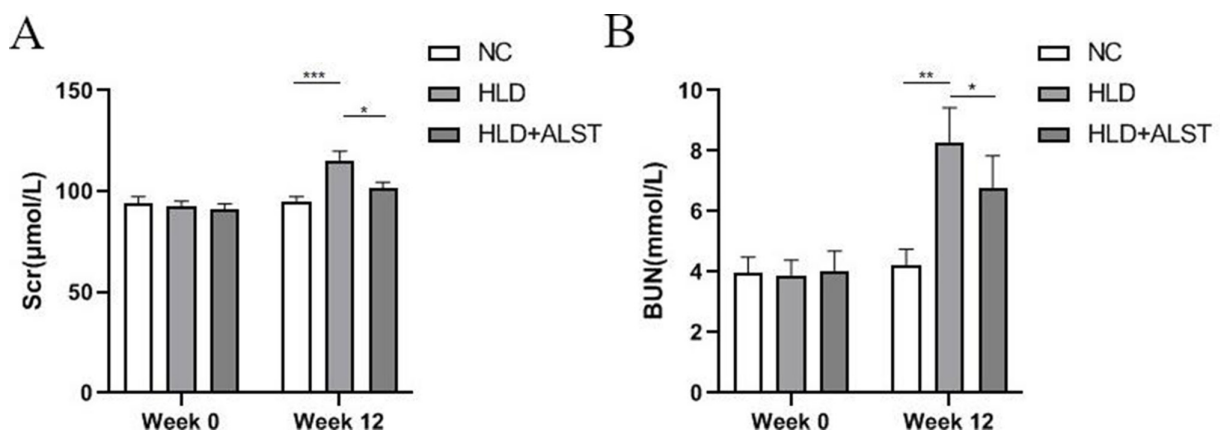 A
NC
HLD
HLD+ALST
Scr(μmol/L)
150
100
50
0
***
*
Week 0
Week 12
B
NC
HLD
HLD+ALST
BUN(mmol/L)
10
8
6
4
2
0
**
*
Week 0
Week 12